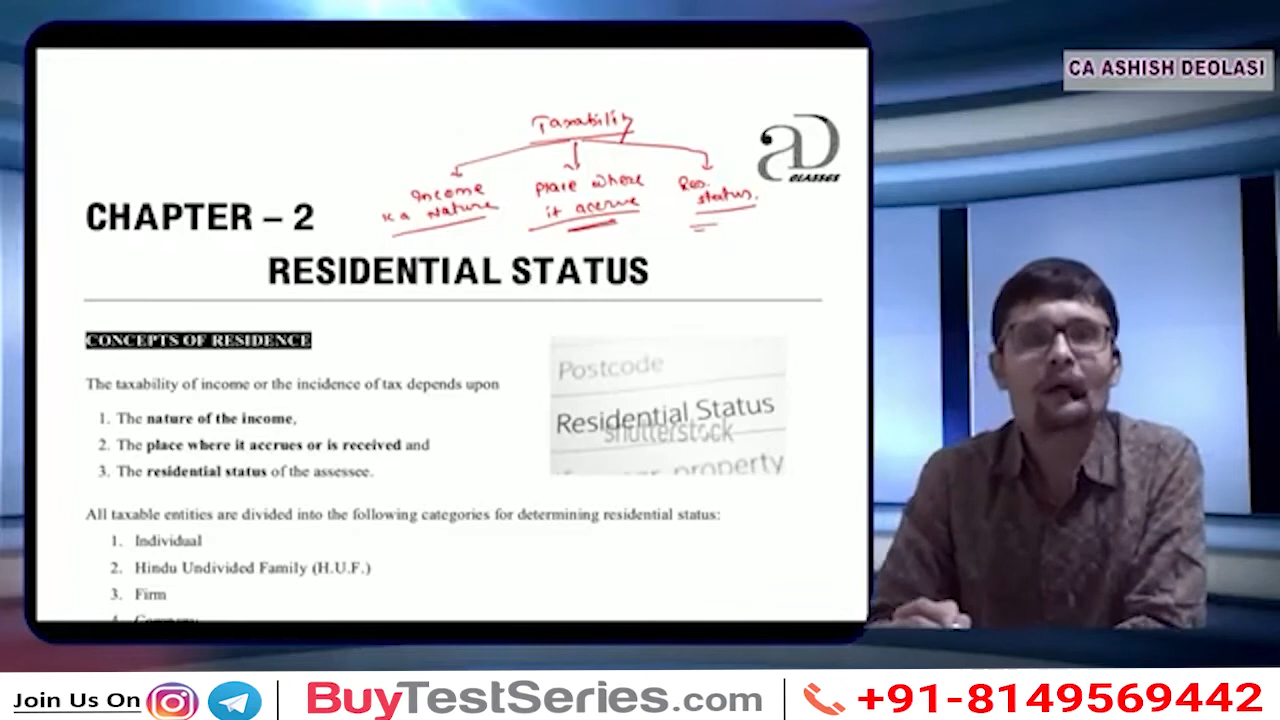 CA ASHISH DEOLASI
Taxability
Income
ka Nature
Place where
it accrue
Res.
status.
aD
CLASSES
CHAPTER – 2
RESIDENTIAL STATUS
CONCEPTS OF RESIDENCE
The taxability of income or the incidence of tax depends upon
1. The nature of the income,
2. The place where it accrues or is received and
3. The residential status of the assessee.
Postcode
Residential Status
shutterstock
property
All taxable entities are divided into the following categories for determining residential status:
1. Individual
2. Hindu Undivided Family (H.U.F.)
3. Firm
4. Company
Join Us On
BuyTestSeries.com
+91-8149569442